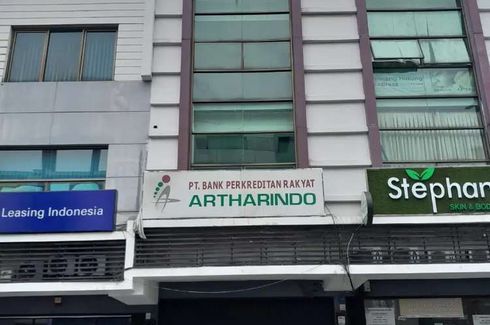 Leasing Indonesia
PT. BANK PERKREDITAN RAKYAT
ARTHARINDO
Stephan
SKIN & BOD